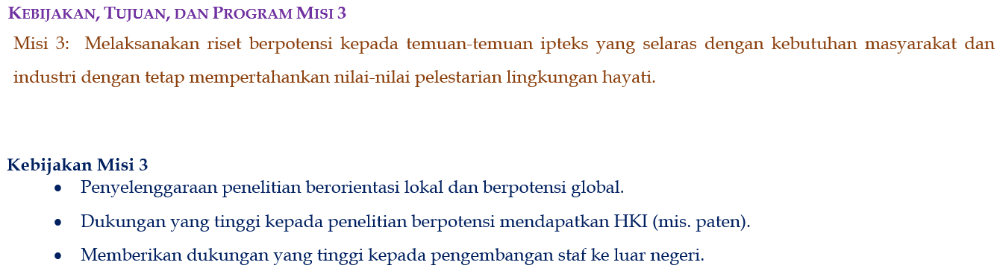 KEBIJAKAN, TUJUAN, DAN PROGRAM MISI 3
Misi 3: Melaksanakan riset berpotensi kepada temuan-temuan ipteks yang selaras dengan kebutuhan masyarakat dan
industri dengan tetap mempertahankan nilai-nilai pelestarian lingkungan hayati.
Kebijakan Misi 3
• Penyelenggaraan penelitian berorientasi lokal dan berpotensi global.
• Dukungan yang tinggi kepada penelitian berpotensi mendapatkan HKI (mis. paten).
• Memberikan dukungan yang tinggi kepada pengembangan staf ke luar negeri.